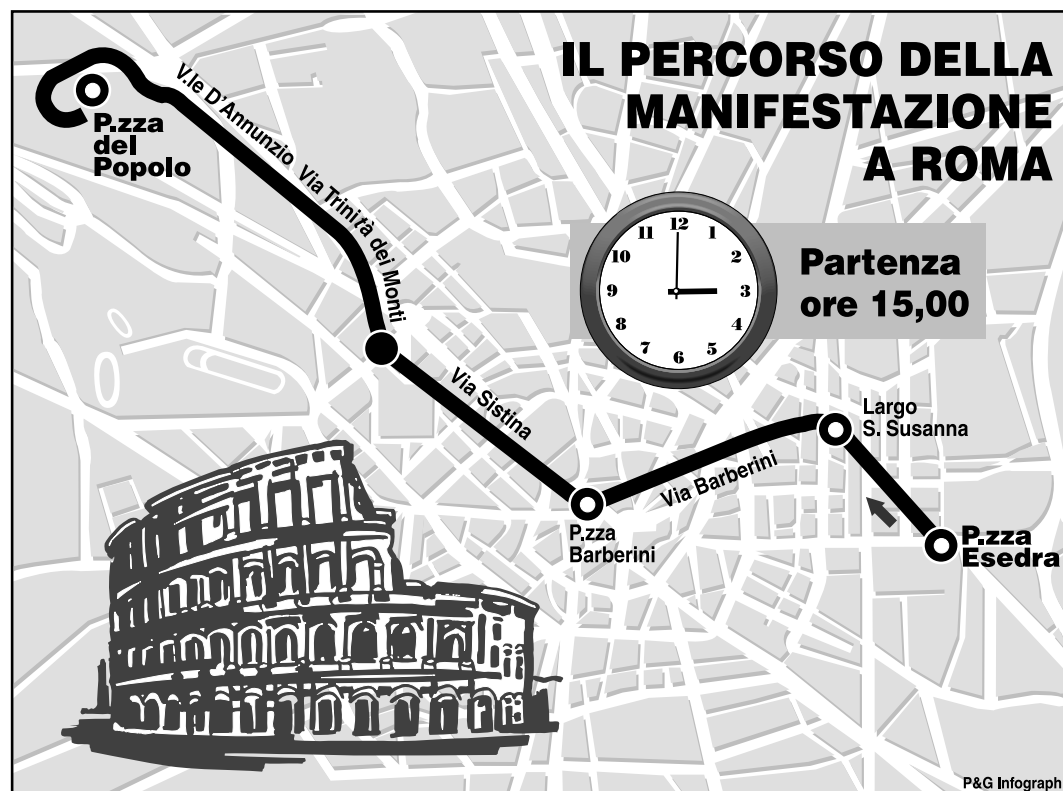 IL PERCORSO DELLA
MANIFESTAZIONE
A ROMA
P.zza
del
Popolo
V.le D'Annunzio
Via Trinità dei Monti
12
1
2
3
4
5
6
7
8
9
10
11
Partenza
ore 15,00
Via Sistina
Largo
S. Susanna
Via Barberini
P.zza
Barberini
P.zza
Esedra
P&G Infograph